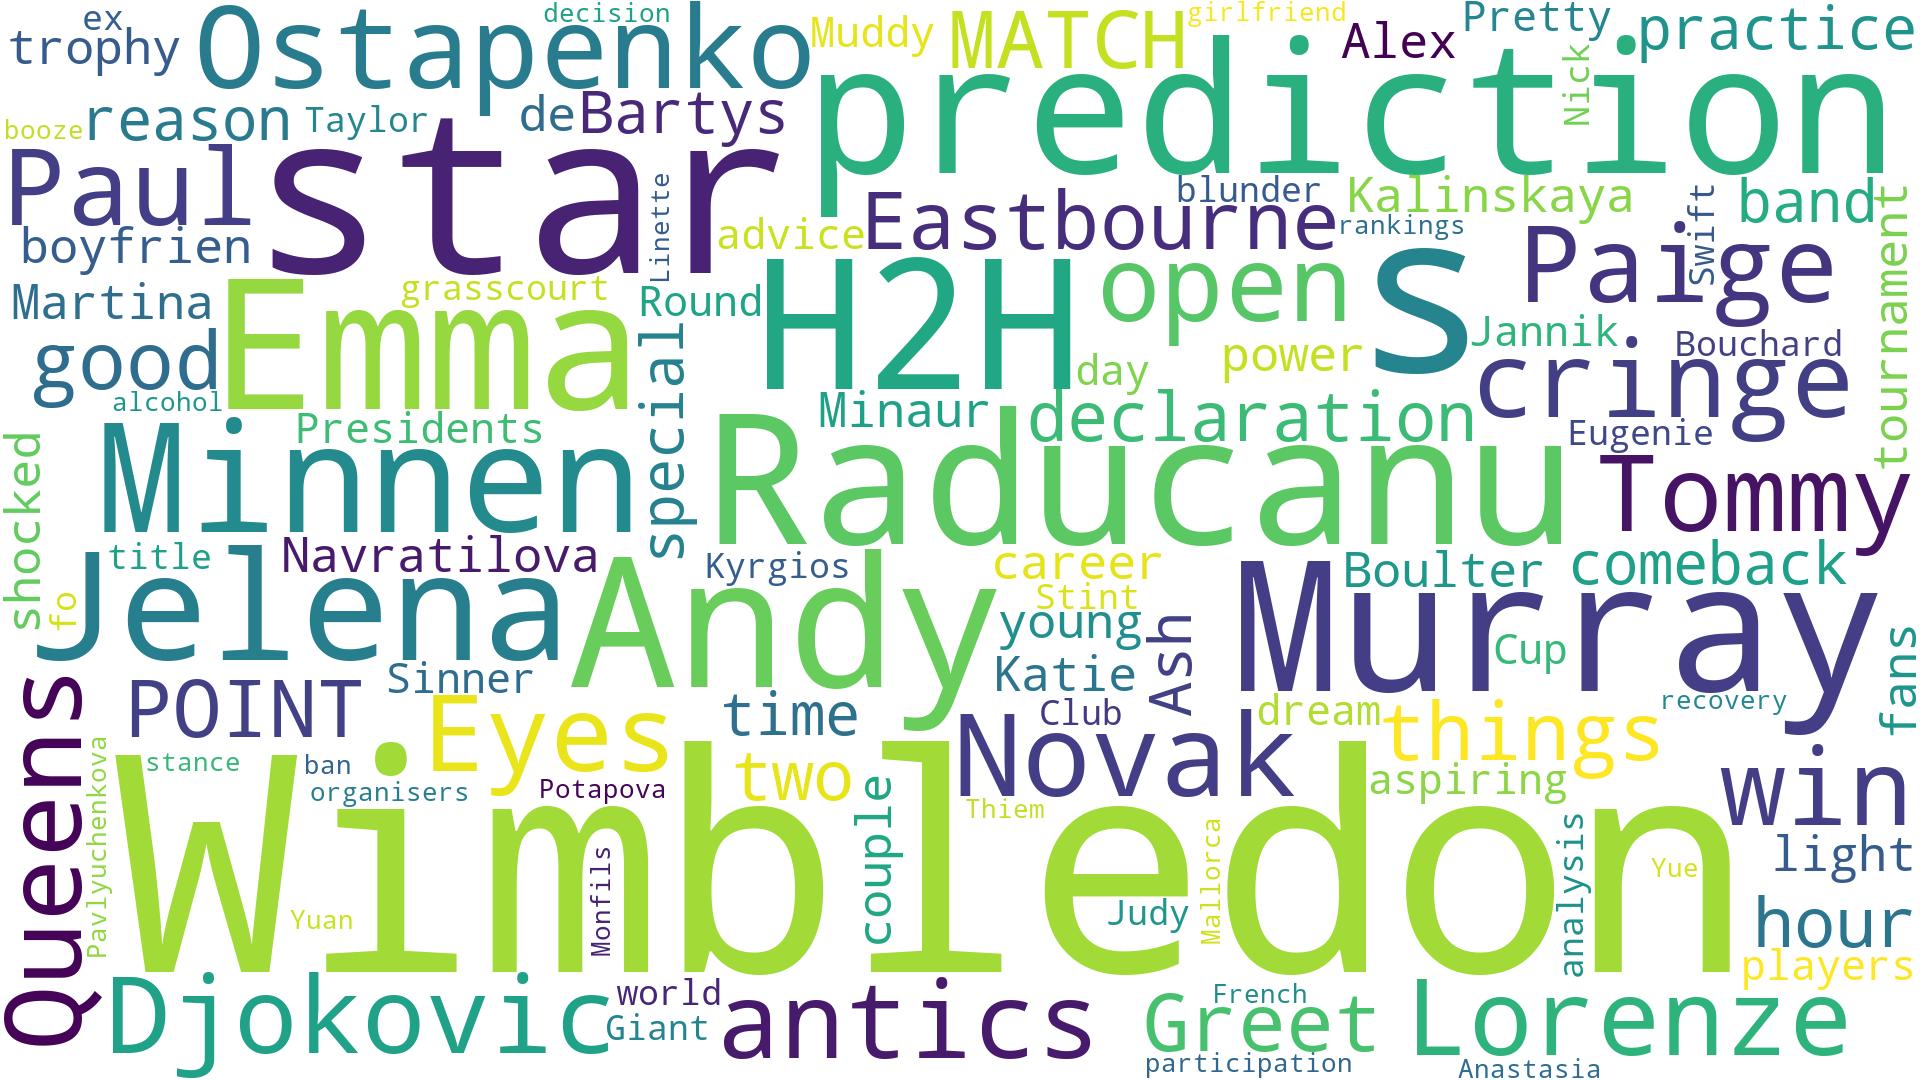 ex
decision
girlfriend
Pretty
trophy
Ostapenko
Muddy
MATCH
Alex
practice
Nick
booze
reason
Taylor
de
Bartys
prediction
Paul
star
Linette
blunder
Kalinskaya
Swift
band
tournament
boyfrien
advice
Eastbourne
rankings
Paige
Martina
Emma
grasscourt
Round
H2H
open
s
Jannik
Bouchard
good
special
day
power
cringe
alcohol
Presidents
Minaur
declaration
Eugenie
shocked
Minnen
Raducanu
Tommy
title
Navratilova
Kyrgios
career
Boulter
comeback
fo
Jelena
Andy
Stint
young
Ash
Murray
Cup
fans
Sinner
Katie
Queens
POINT
Eyes
time
Club
dream
things
recovery
Pavlyuchenkova
stance
ban
organisers
Potapova
two
couple
Novak
aspiring
win
Thiem
Wimbledon
Yuan
Monfils
Judy
Mallorca
analysis
Yue
light
hour
players
Djokovic
world
Giant
antics
French
Greet
Lorenze
participation
Anastasia